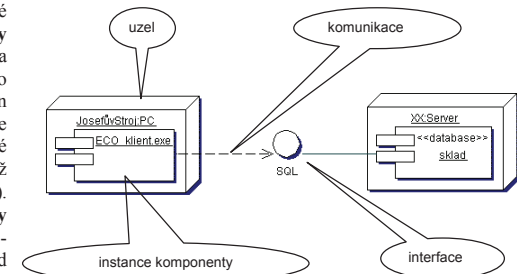 é
y
a
o
n
e
é
ž
).
y
-
d
uzel
komunikace
JosefůvStroj:PC
ECO_klient.exe
SQL
XX:Server
<<database>>
sklad
instance komponenty
interface